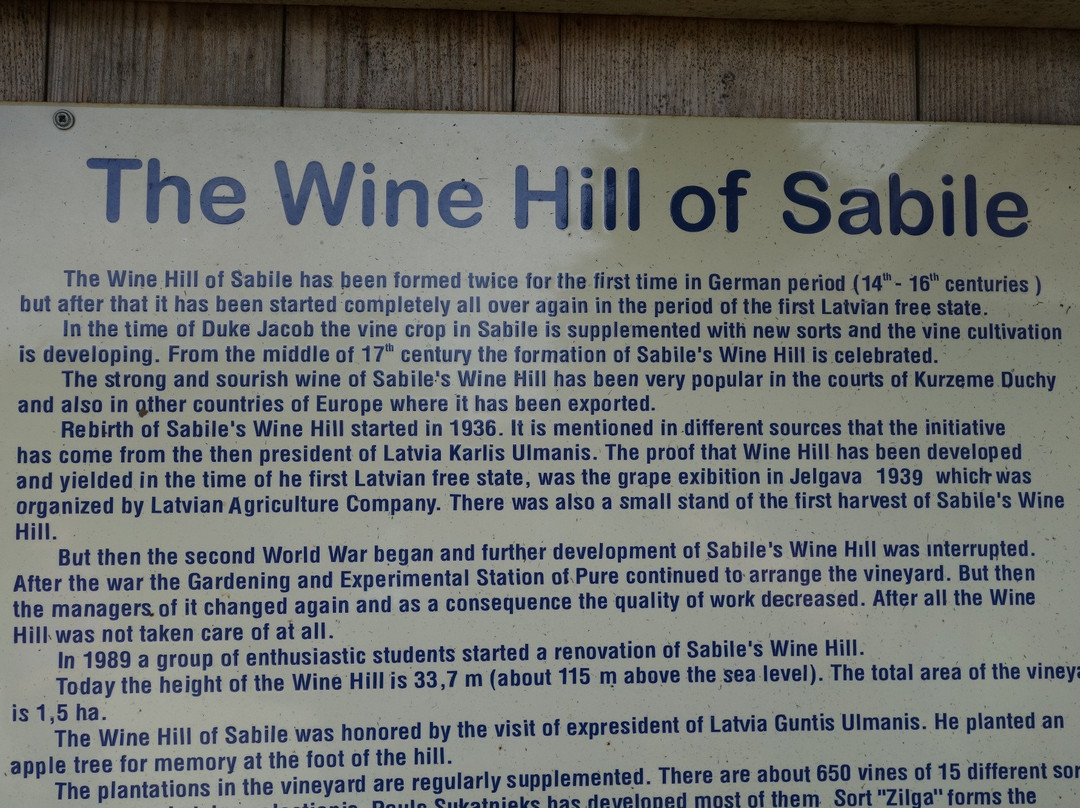 The Wine Hill of Sabile
The Wine Hill of Sabile has been formed twice for the first time in German period (14th - 16th centuries )
but after that it has been started completely all over again in the period of the first Latvian free state.
In the time of Duke Jacob the vine crop in Sabile is supplemented with new sorts and the vine cultivation
is developing. From the middle of 17th century the formation of Sabile's Wine Hill is celebrated.
The strong and sourish wine of Sabile's Wine Hill has been very popular in the courts of Kurzeme Duchy
and also in other countries of Europe where it has been exported.
Rebirth of Sabile's Wine Hill started in 1936. It is mentioned in different sources that the initiative
has come from the then president of Latvia Karlis Ulmanis. The proof that Wine Hill has been developed
and yielded in the time of he first Latvian free state, was the grape exibition in Jelgava 1939 which was
organized by Latvian Agriculture Company. There was also a small stand of the first harvest of Sabile's Wine
Hill.
But then the second World War began and further development of Sabile's Wine Hill was interrupted.
After the war the Gardening and Experimental Station of Pure continued to arrange the vineyard. But then
the managers of it changed again and as a consequence the quality of work decreased. After all the Wine
Hill was not taken care of at all.
In 1989 a group of enthusiastic students started a renovation of Sabile's Wine Hill.
Today the height of the Wine Hill is 33,7 m (about 115 m above the sea level). The total area of the
is 1,5 ha.
The Wine Hill of Sabile was honored by the visit of expresident of Latvia Guntis Ulmanis. He planted an
apple tree for memory at the foot of the hill.
The plantations in the vineyard are regularly supplemented. There are about 650 vines of 15 different
Sukatnieks has developed most of them Sort "Zilga" forms the